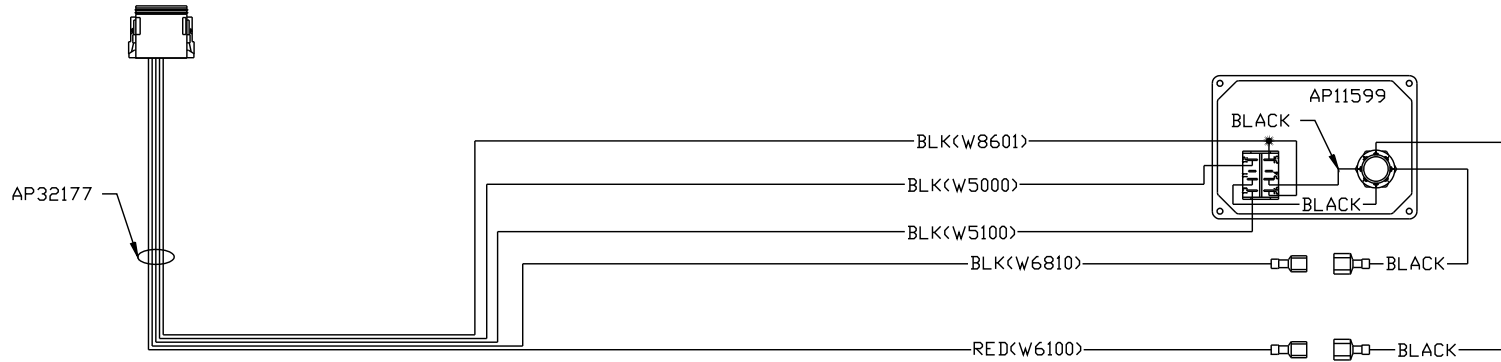 AP11599
BLACK
BLK(W8601)
BLK(W5000)
AP32177
BLACK
BLK(W5100)
BLK(W6810)
BLACK
RED(W6100)
BLACK